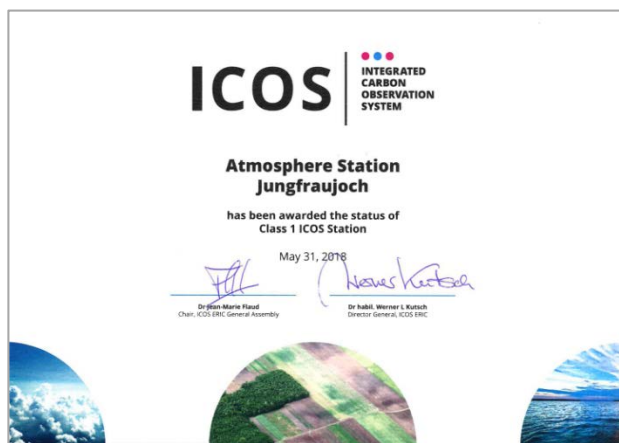 ICOS
INTEGRATED
CARBON
OBSERVATION
SYSTEM
Atmosphere Station
Jungfraujoch
has been awarded the status of
Class 1 ICOS Station
May 31, 2018
Dr Jean-Marie Flaud
Chair, ICOS ERIC General Assembly
Werner Kutsch
Dr habil. Werner L Kutsch
Director General, ICOS ERIC